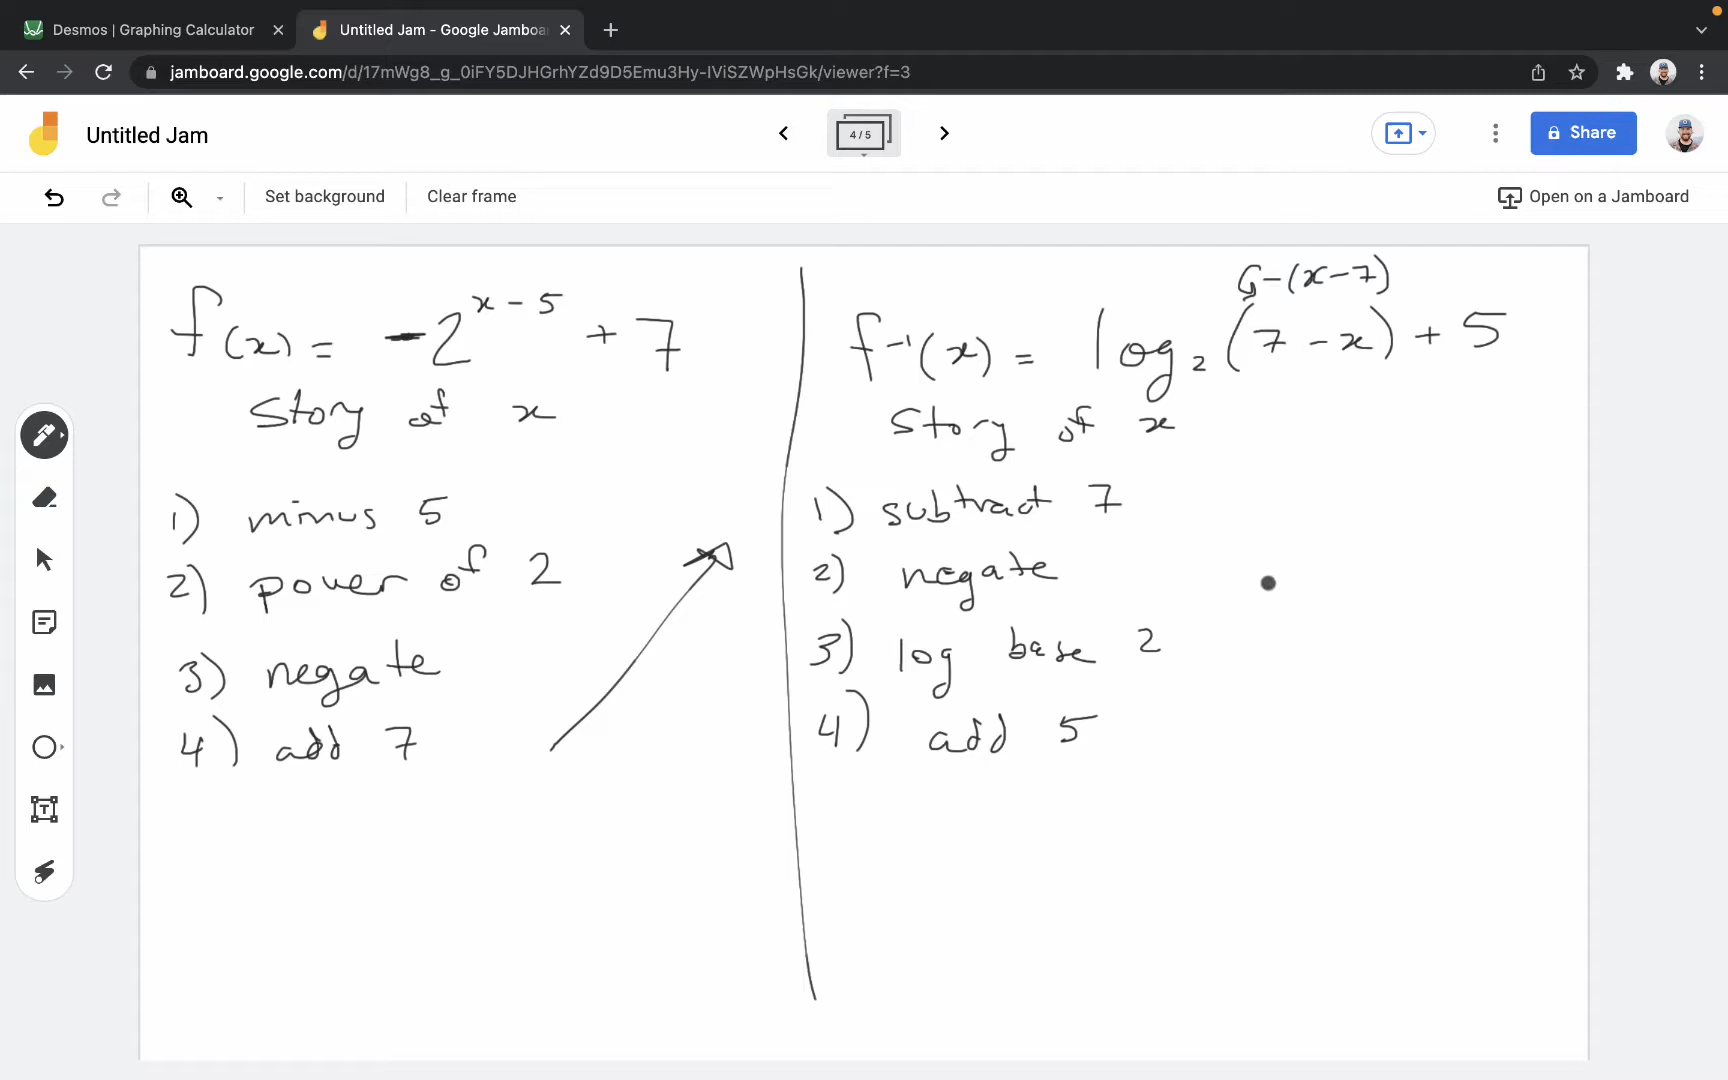 Desmos | Graphing Calculator
Untitled Jam - Google Jamboa
jamboard.google.com/d/17mWg8_g_0iFY5DJHGrhYZd9D5Emu3Hy-IViSZWpHsGk/viewer?f=3
Untitled Jam
4 / 5
Share
Set background
Clear frame
Open on a Jamboard
f(x) = -2^{x-5} + 7
story of x
1) minus 5
2) power of 2
3) negate
4) add 7
-(x-7)
f^{-1}(x) = log_2 (7-x) + 5
story of x
1) subtract 7
2) negate
3) log base 2
4) add 5